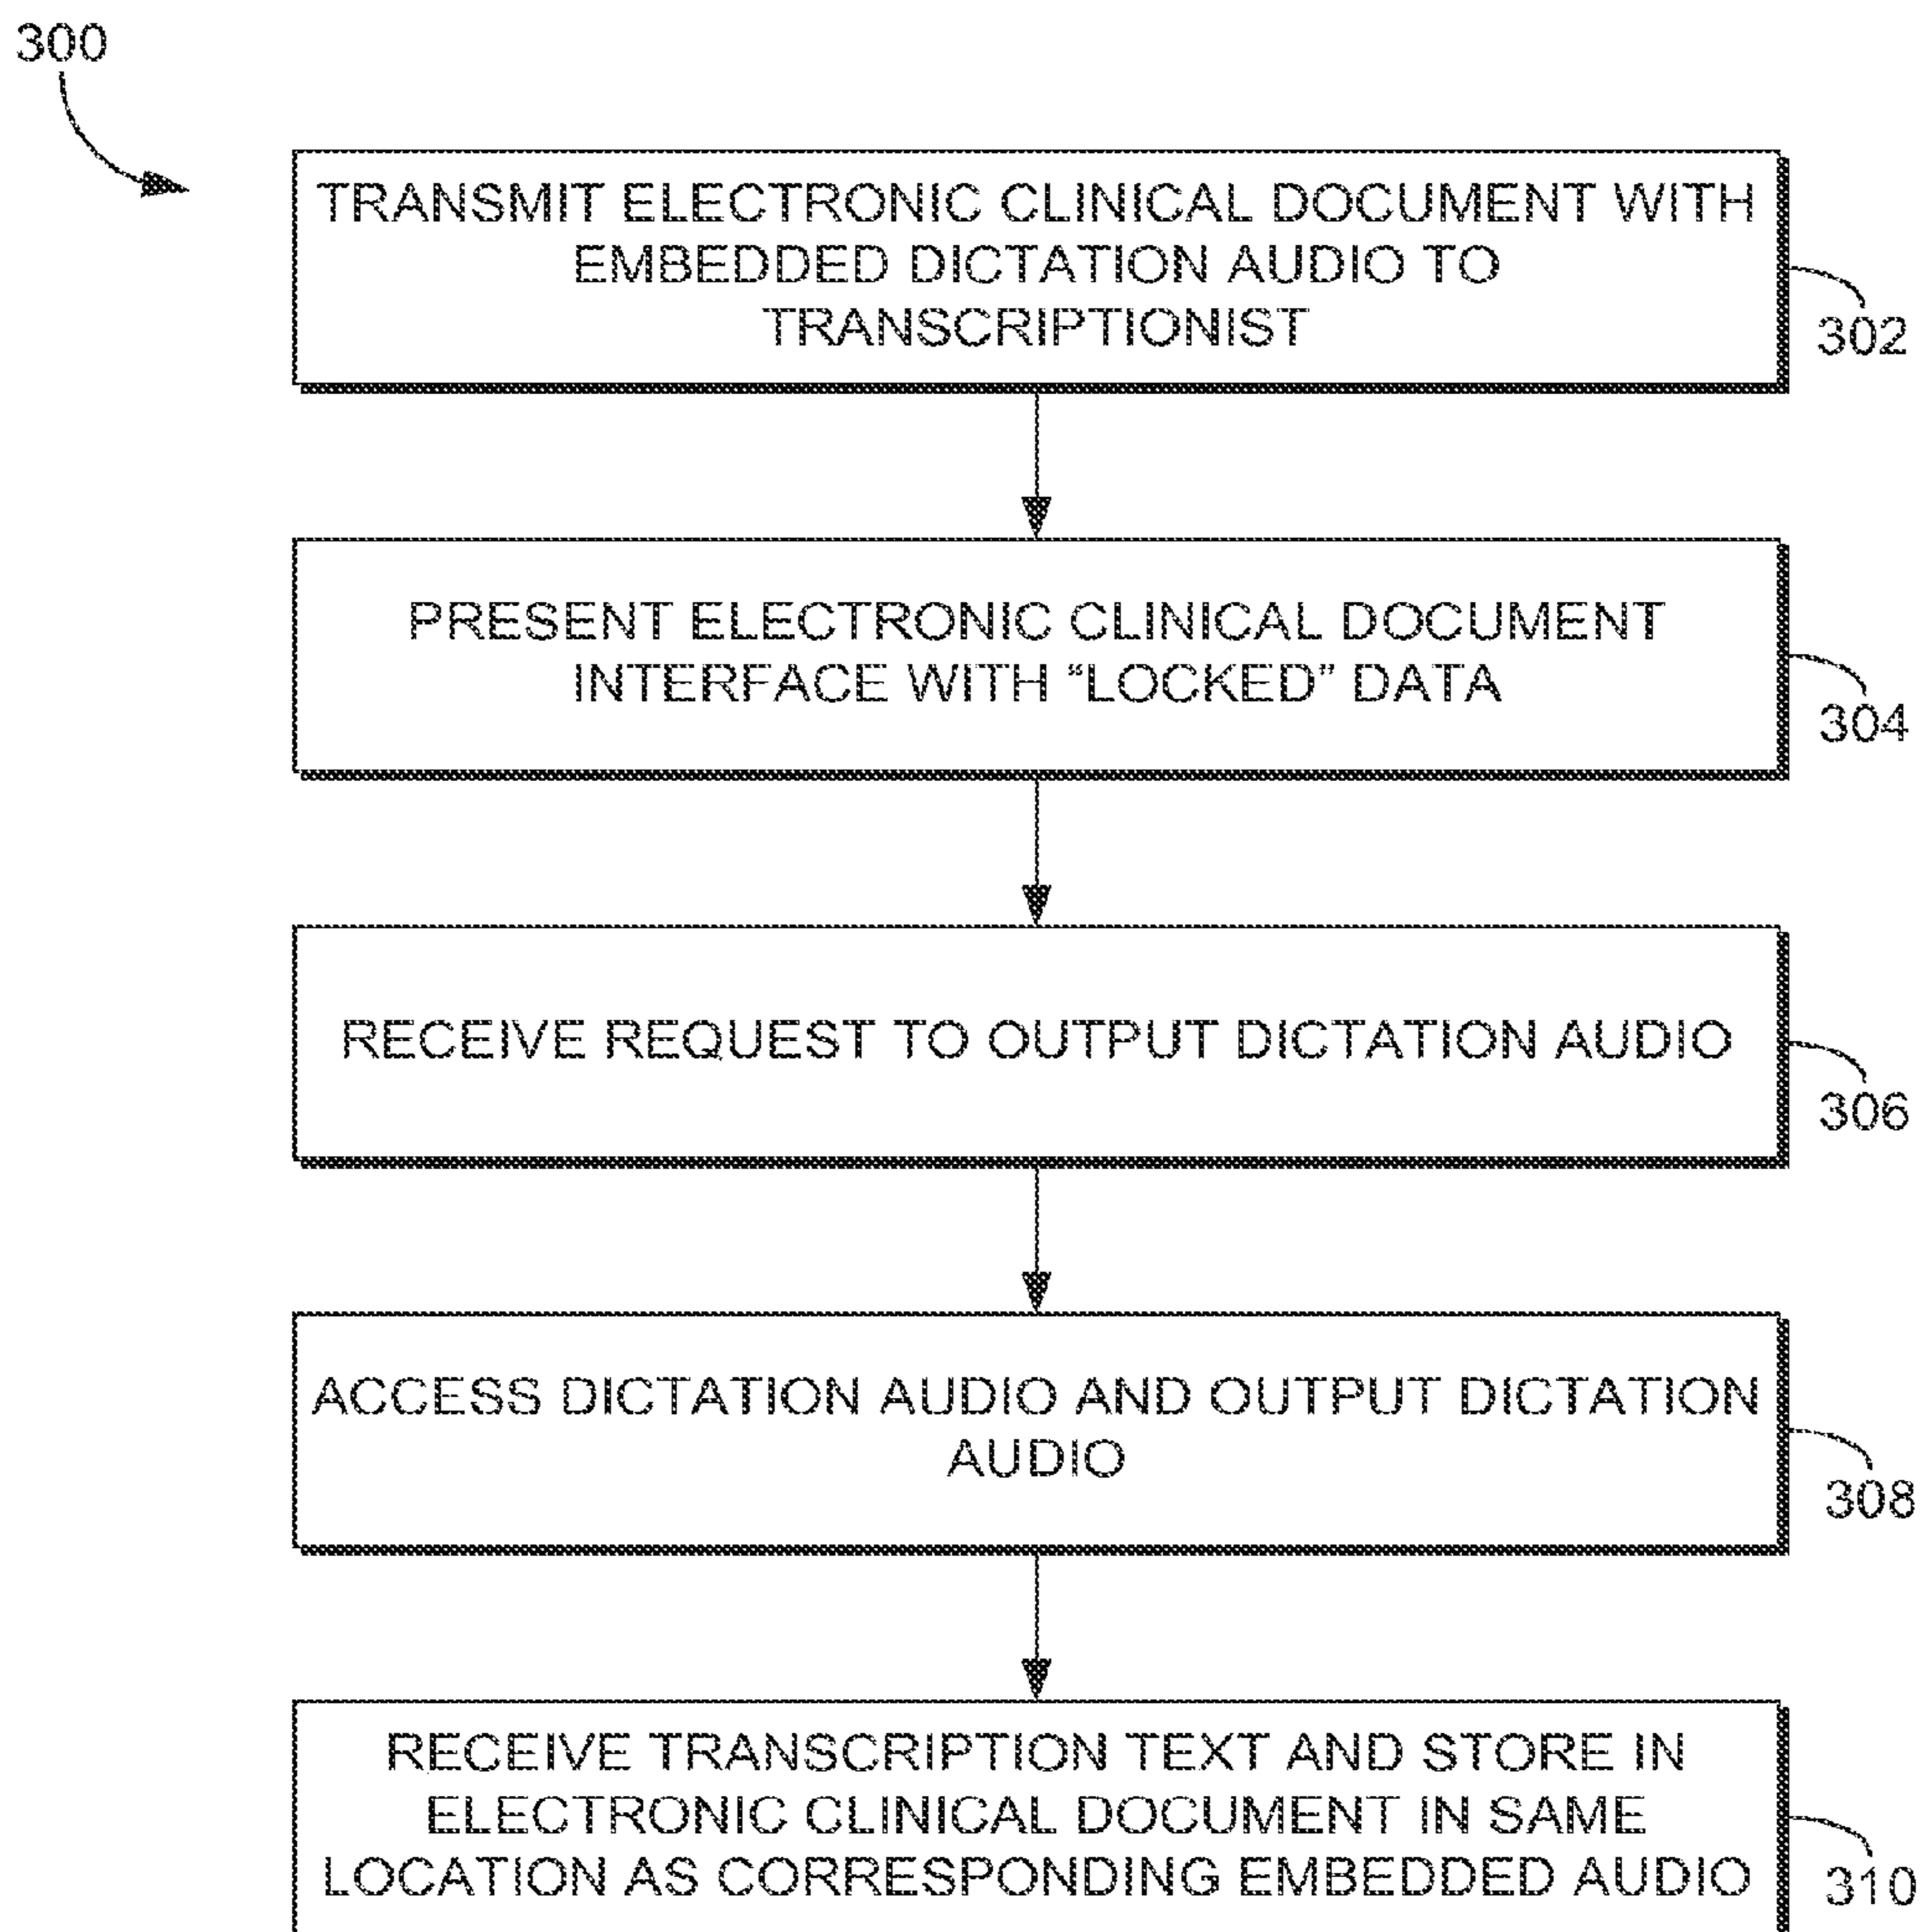 300
TRANSMIT ELECTRONIC CLINICAL DOCUMENT WITH
EMBEDDED DICTATION AUDIO TO
TRANSCRIPTIONIST
302
PRESENT ELECTRONIC CLINICAL DOCUMENT
INTERFACE WITH “LOCKED” DATA
304
RECEIVE REQUEST TO OUTPUT DICTATION AUDIO
306
ACCESS DICTATION AUDIO AND OUTPUT DICTATION
AUDIO
308
RECEIVE TRANSCRIPTION TEXT AND STORE IN
ELECTRONIC CLINICAL DOCUMENT IN SAME
LOCATION AS CORRESPONDING EMBEDDED AUDIO
310